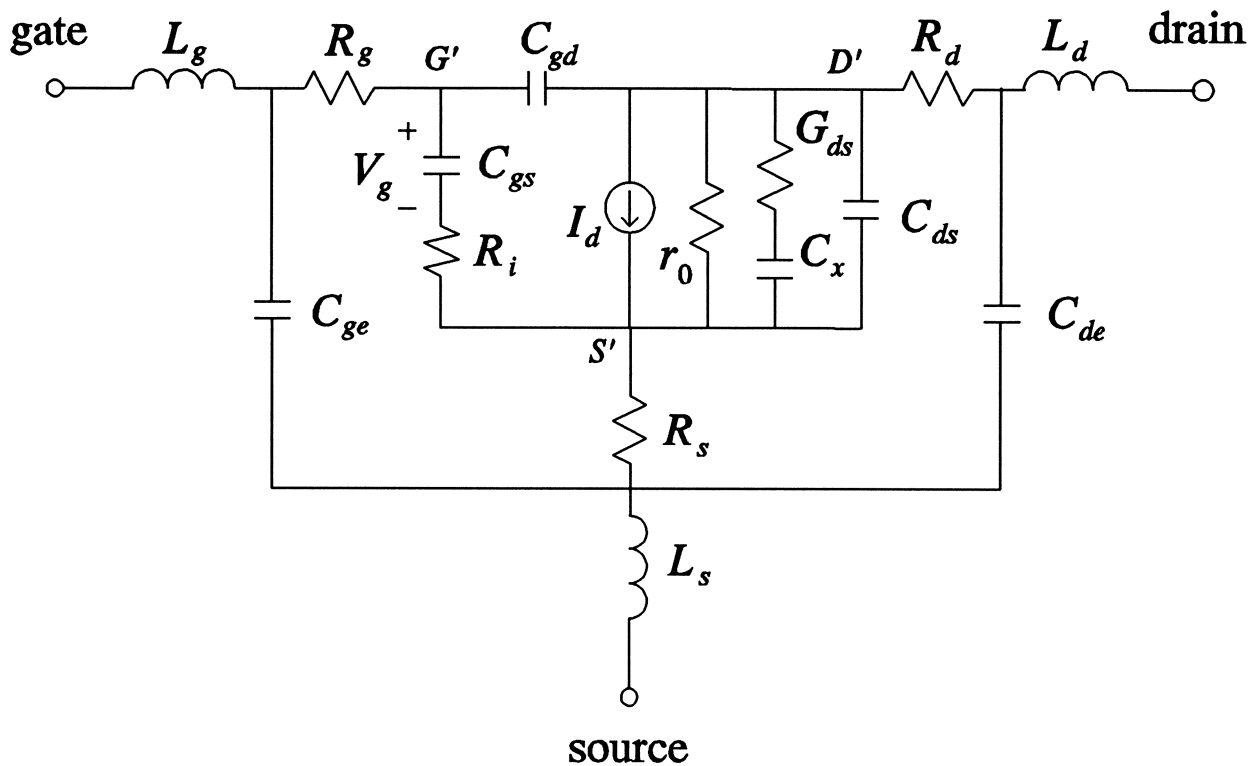 gate
L_g
R_g
G'
C_gd
D'
R_d
L_d
drain
+
V_g
−
C_gs
R_i
I_d
r_0
G_ds
C_x
C_ds
C_ge
C_de
S'
R_s
L_s
source